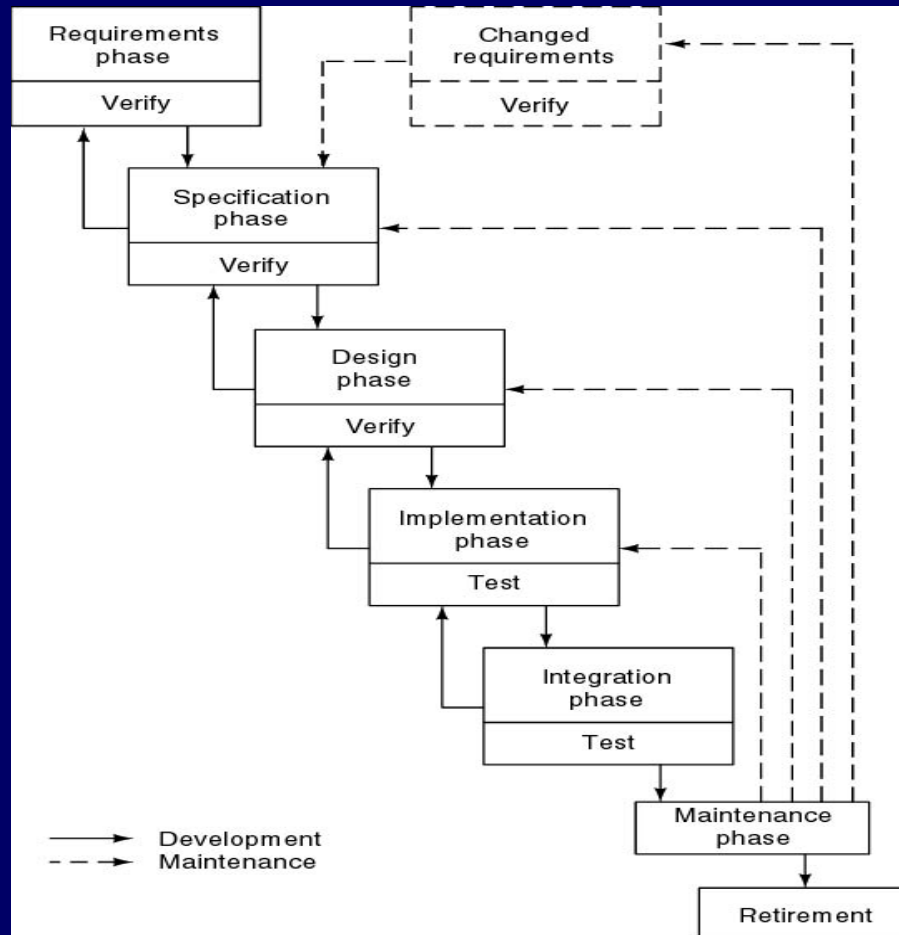 Requirements
phase
Verify
Changed
requirements
Verify
Specification
phase
Verify
Design
phase
Verify
Implementation
phase
Test
Integration
phase
Test
Maintenance
phase
Development
Maintenance
Retirement